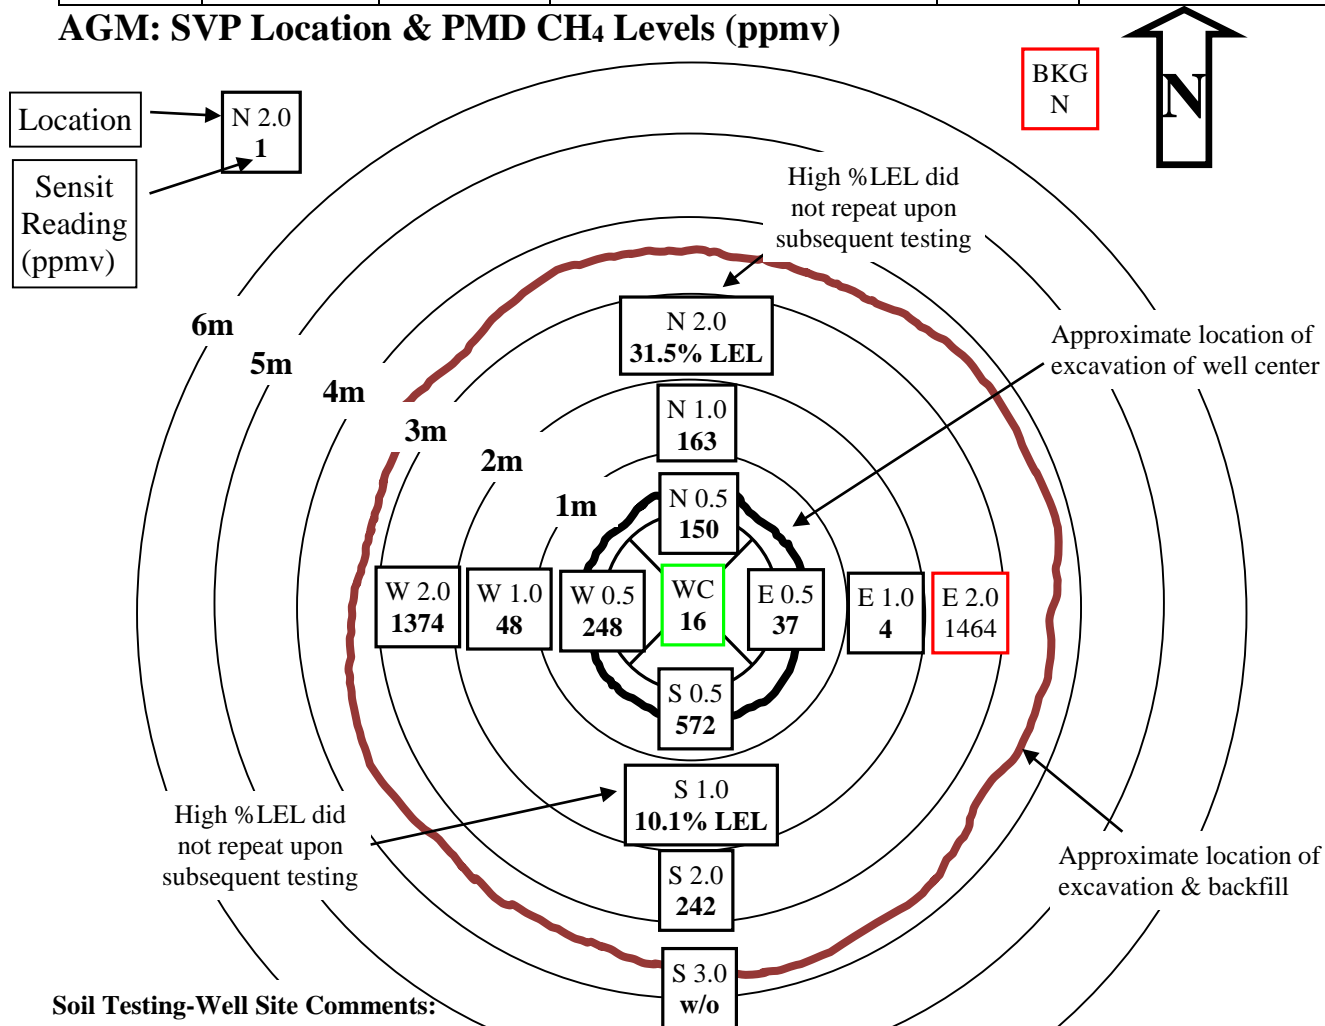 AGM: SVP Location & PMD CH4 Levels (ppmv)
BKG
N
N
Location
N 2.0
1
Sensit
Reading
(ppmv)
High %LEL did
not repeat upon
subsequent testing
6m
5m
4m
3m
2m
1m
N 2.0
31.5% LEL
Approximate location of
excavation of well center
N 1.0
163
N 0.5
150
W 2.0
1374
W 1.0
48
W 0.5
248
WC
16
E 0.5
37
E 1.0
4
E 2.0
1464
S 0.5
572
S 1.0
10.1% LEL
High %LEL did
not repeat upon
subsequent testing
S 2.0
242
Approximate location of
excavation & backfill
S 3.0
w/o
Soil Testing-Well Site Comments: